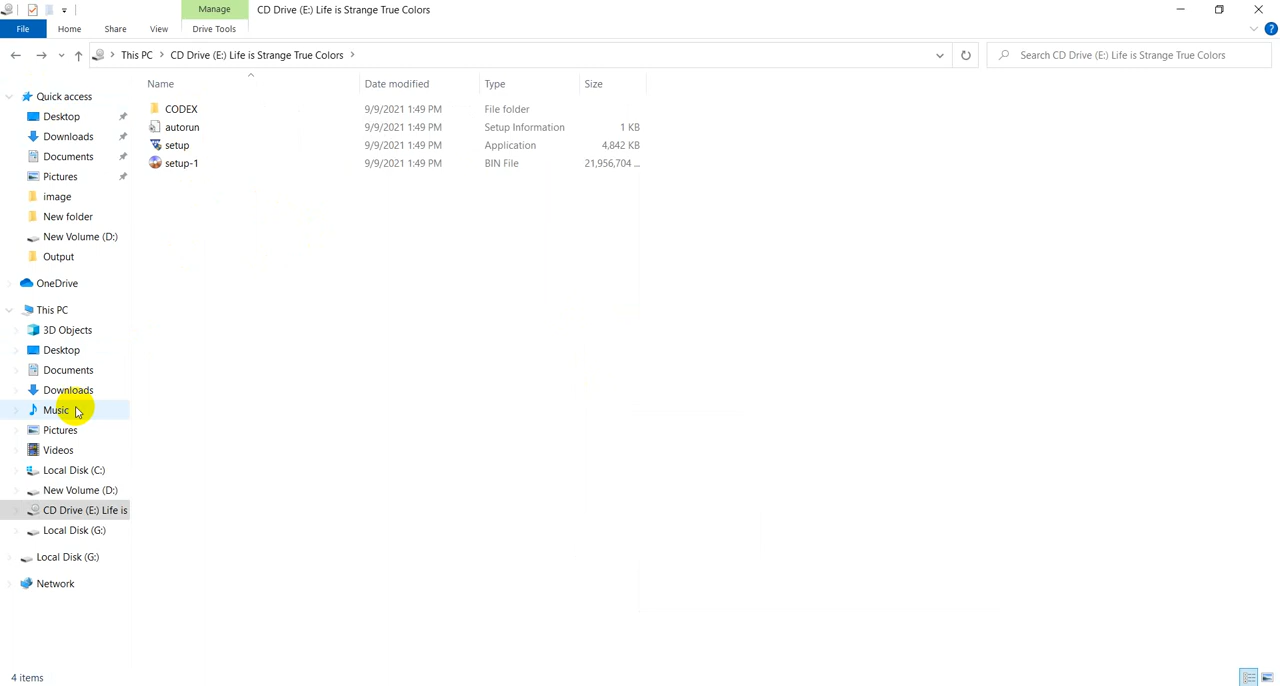 Manage CD Drive (E:) Life is Strange True Colors
File Home Share View Drive Tools
This PC CD Drive (E:) Life is Strange True Colors Search CD Drive (E:) Life is Strange True Colors
Name Date modified Type Size
CODEX 9/9/2021 1:49 PM File folder
autorun 9/9/2021 1:49 PM Setup Information 1 KB
setup 9/9/2021 1:49 PM Application 4,842 KB
setup-1 9/9/2021 1:49 PM BIN File 21,956,704 ...
Quick access
Desktop
Downloads
Documents
Pictures
image
New folder
New Volume (D:)
Output
OneDrive
This PC
3D Objects
Desktop
Documents
Downloads
Music
Pictures
Videos
Local Disk (C:)
New Volume (D:)
CD Drive (E:) Life is
Local Disk (G:)
Local Disk (G:)
Network
4 items